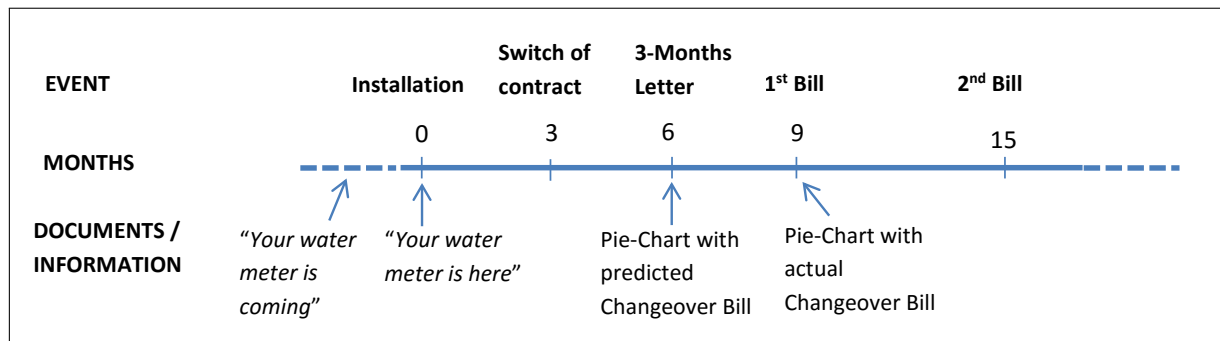 Switch of 3-Months
EVENT Installation contract Letter 1st Bill 2nd Bill
0 3 6 9 15
MONTHS
DOCUMENTS /
INFORMATION
“Your water
meter is
coming”
“Your water
meter is here”
Pie-Chart with
predicted
Changeover Bill
Pie-Chart with
actual
Changeover Bill